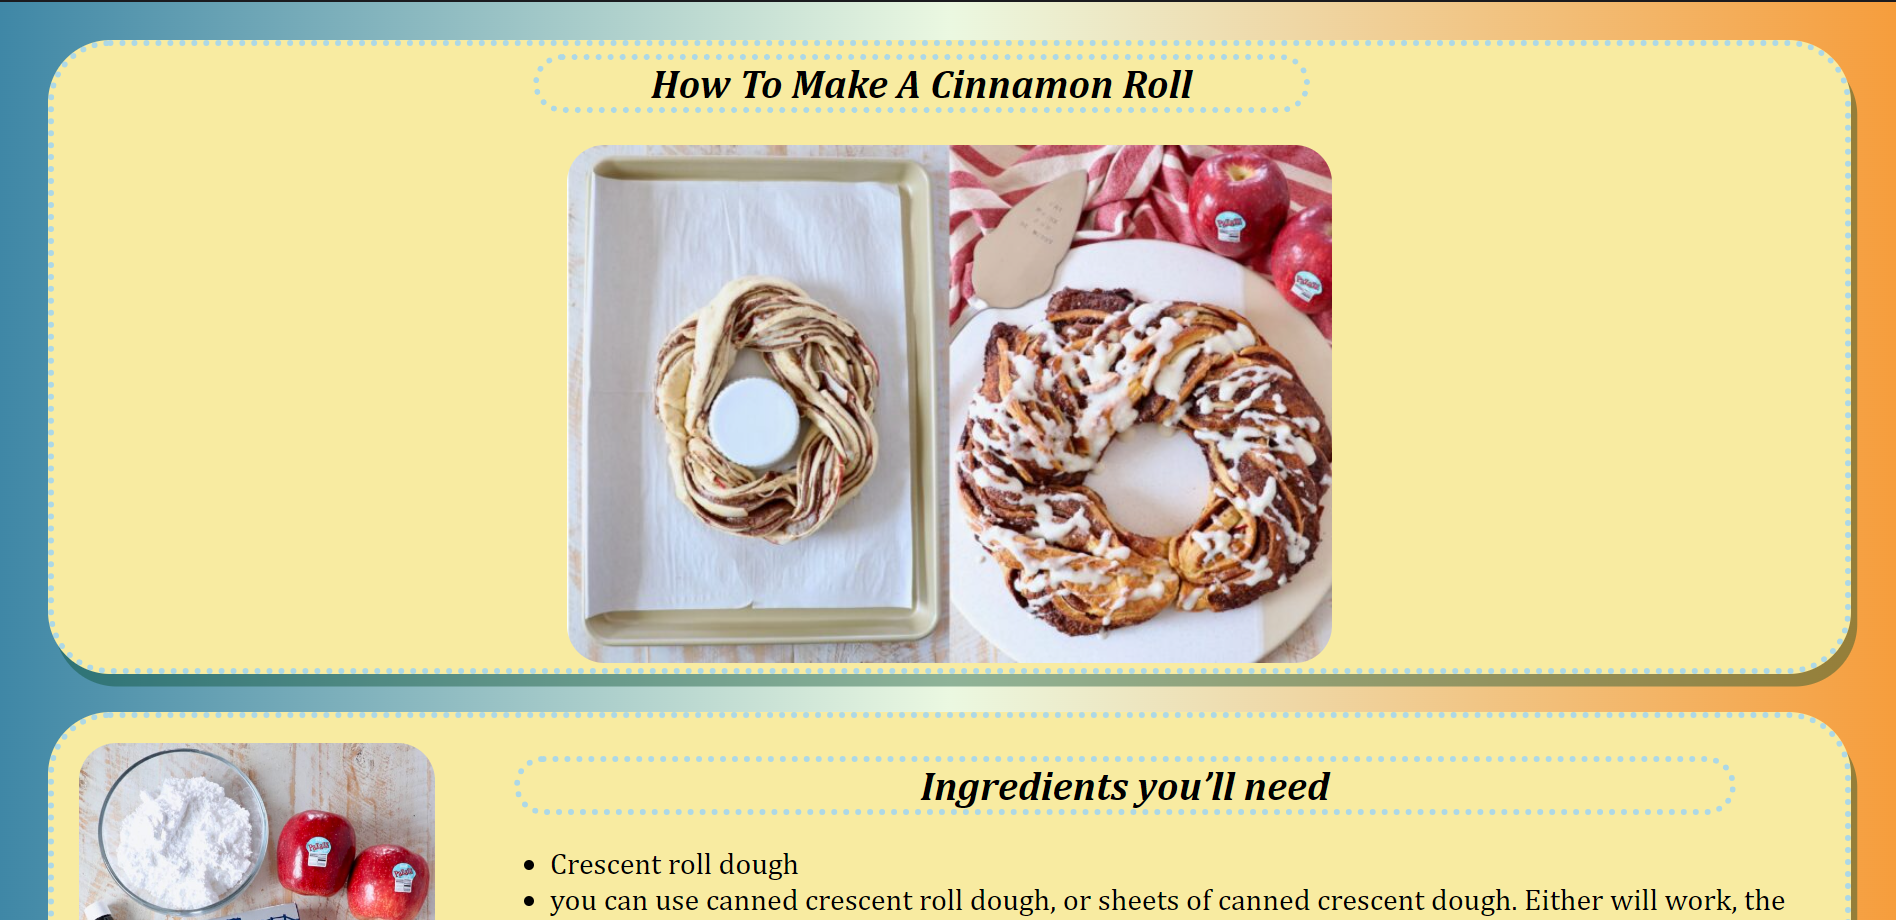 How To Make A Cinnamon Roll
Ingredients you’ll need
Crescent roll dough
you can use canned crescent roll dough, or sheets of canned crescent dough. Either will work, the